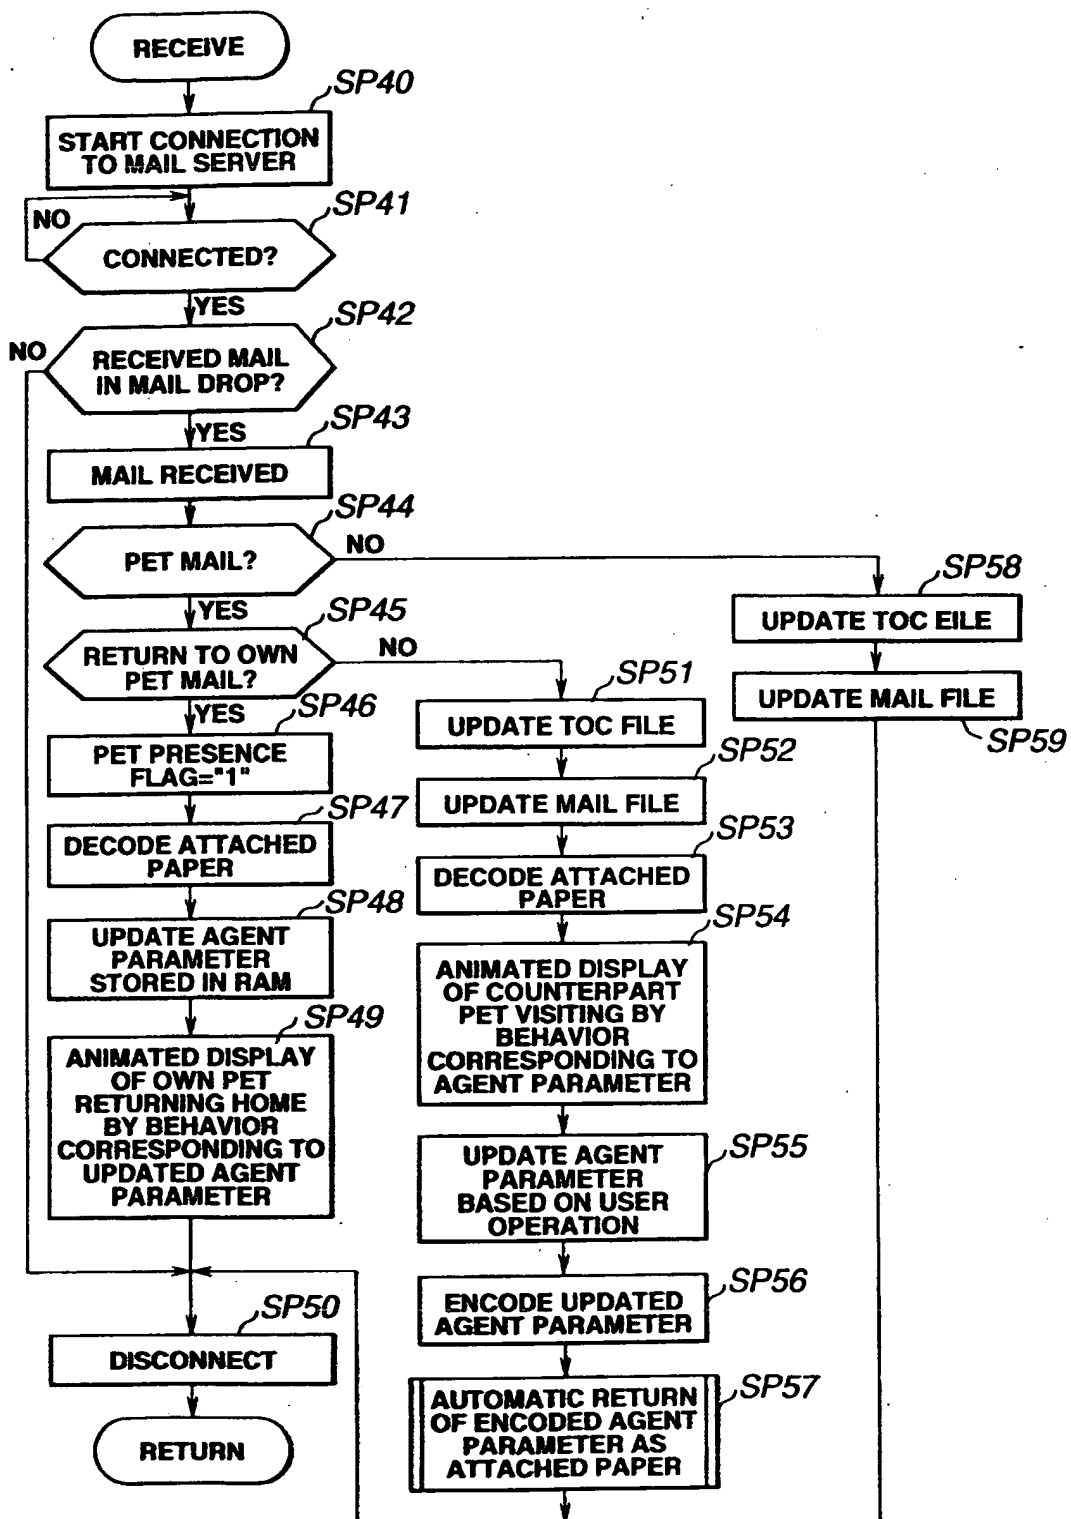 RECEIVE
SP40
START CONNECTION
TO MAIL SERVER
NO
SP41
CONNECTED?
YES
SP42
NO
RECEIVED MAIL
IN MAIL DROP?
YES
SP43
MAIL RECEIVED
SP44
PET MAIL?
NO
YES
SP45
RETURN TO OWN
PET MAIL?
NO
YES
SP46
PET PRESENCE
FLAG="1"
SP47
DECODE ATTACHED
PAPER
SP48
UPDATE AGENT
PARAMETER
STORED IN RAM
SP49
ANIMATED DISPLAY
OF OWN PET
RETURNING HOME
BY BEHAVIOR
CORRESPONDING TO
UPDATED AGENT
PARAMETER
SP50
DISCONNECT
RETURN
SP51
UPDATE TOC FILE
SP52
UPDATE MAIL FILE
SP53
DECODE ATTACHED
PAPER
SP54
ANIMATED DISPLAY
OF COUNTERPART
PET VISITING BY
BEHAVIOR
CORRESPONDING TO
AGENT PARAMETER
SP55
UPDATE AGENT
PARAMETER
BASED ON USER
OPERATION
SP56
ENCODE UPDATED
AGENT PARAMETER
SP57
AUTOMATIC RETURN
OF ENCODED AGENT
PARAMETER AS
ATTACHED PAPER
SP58
UPDATE TOC EILE
UPDATE MAIL FILE
SP59